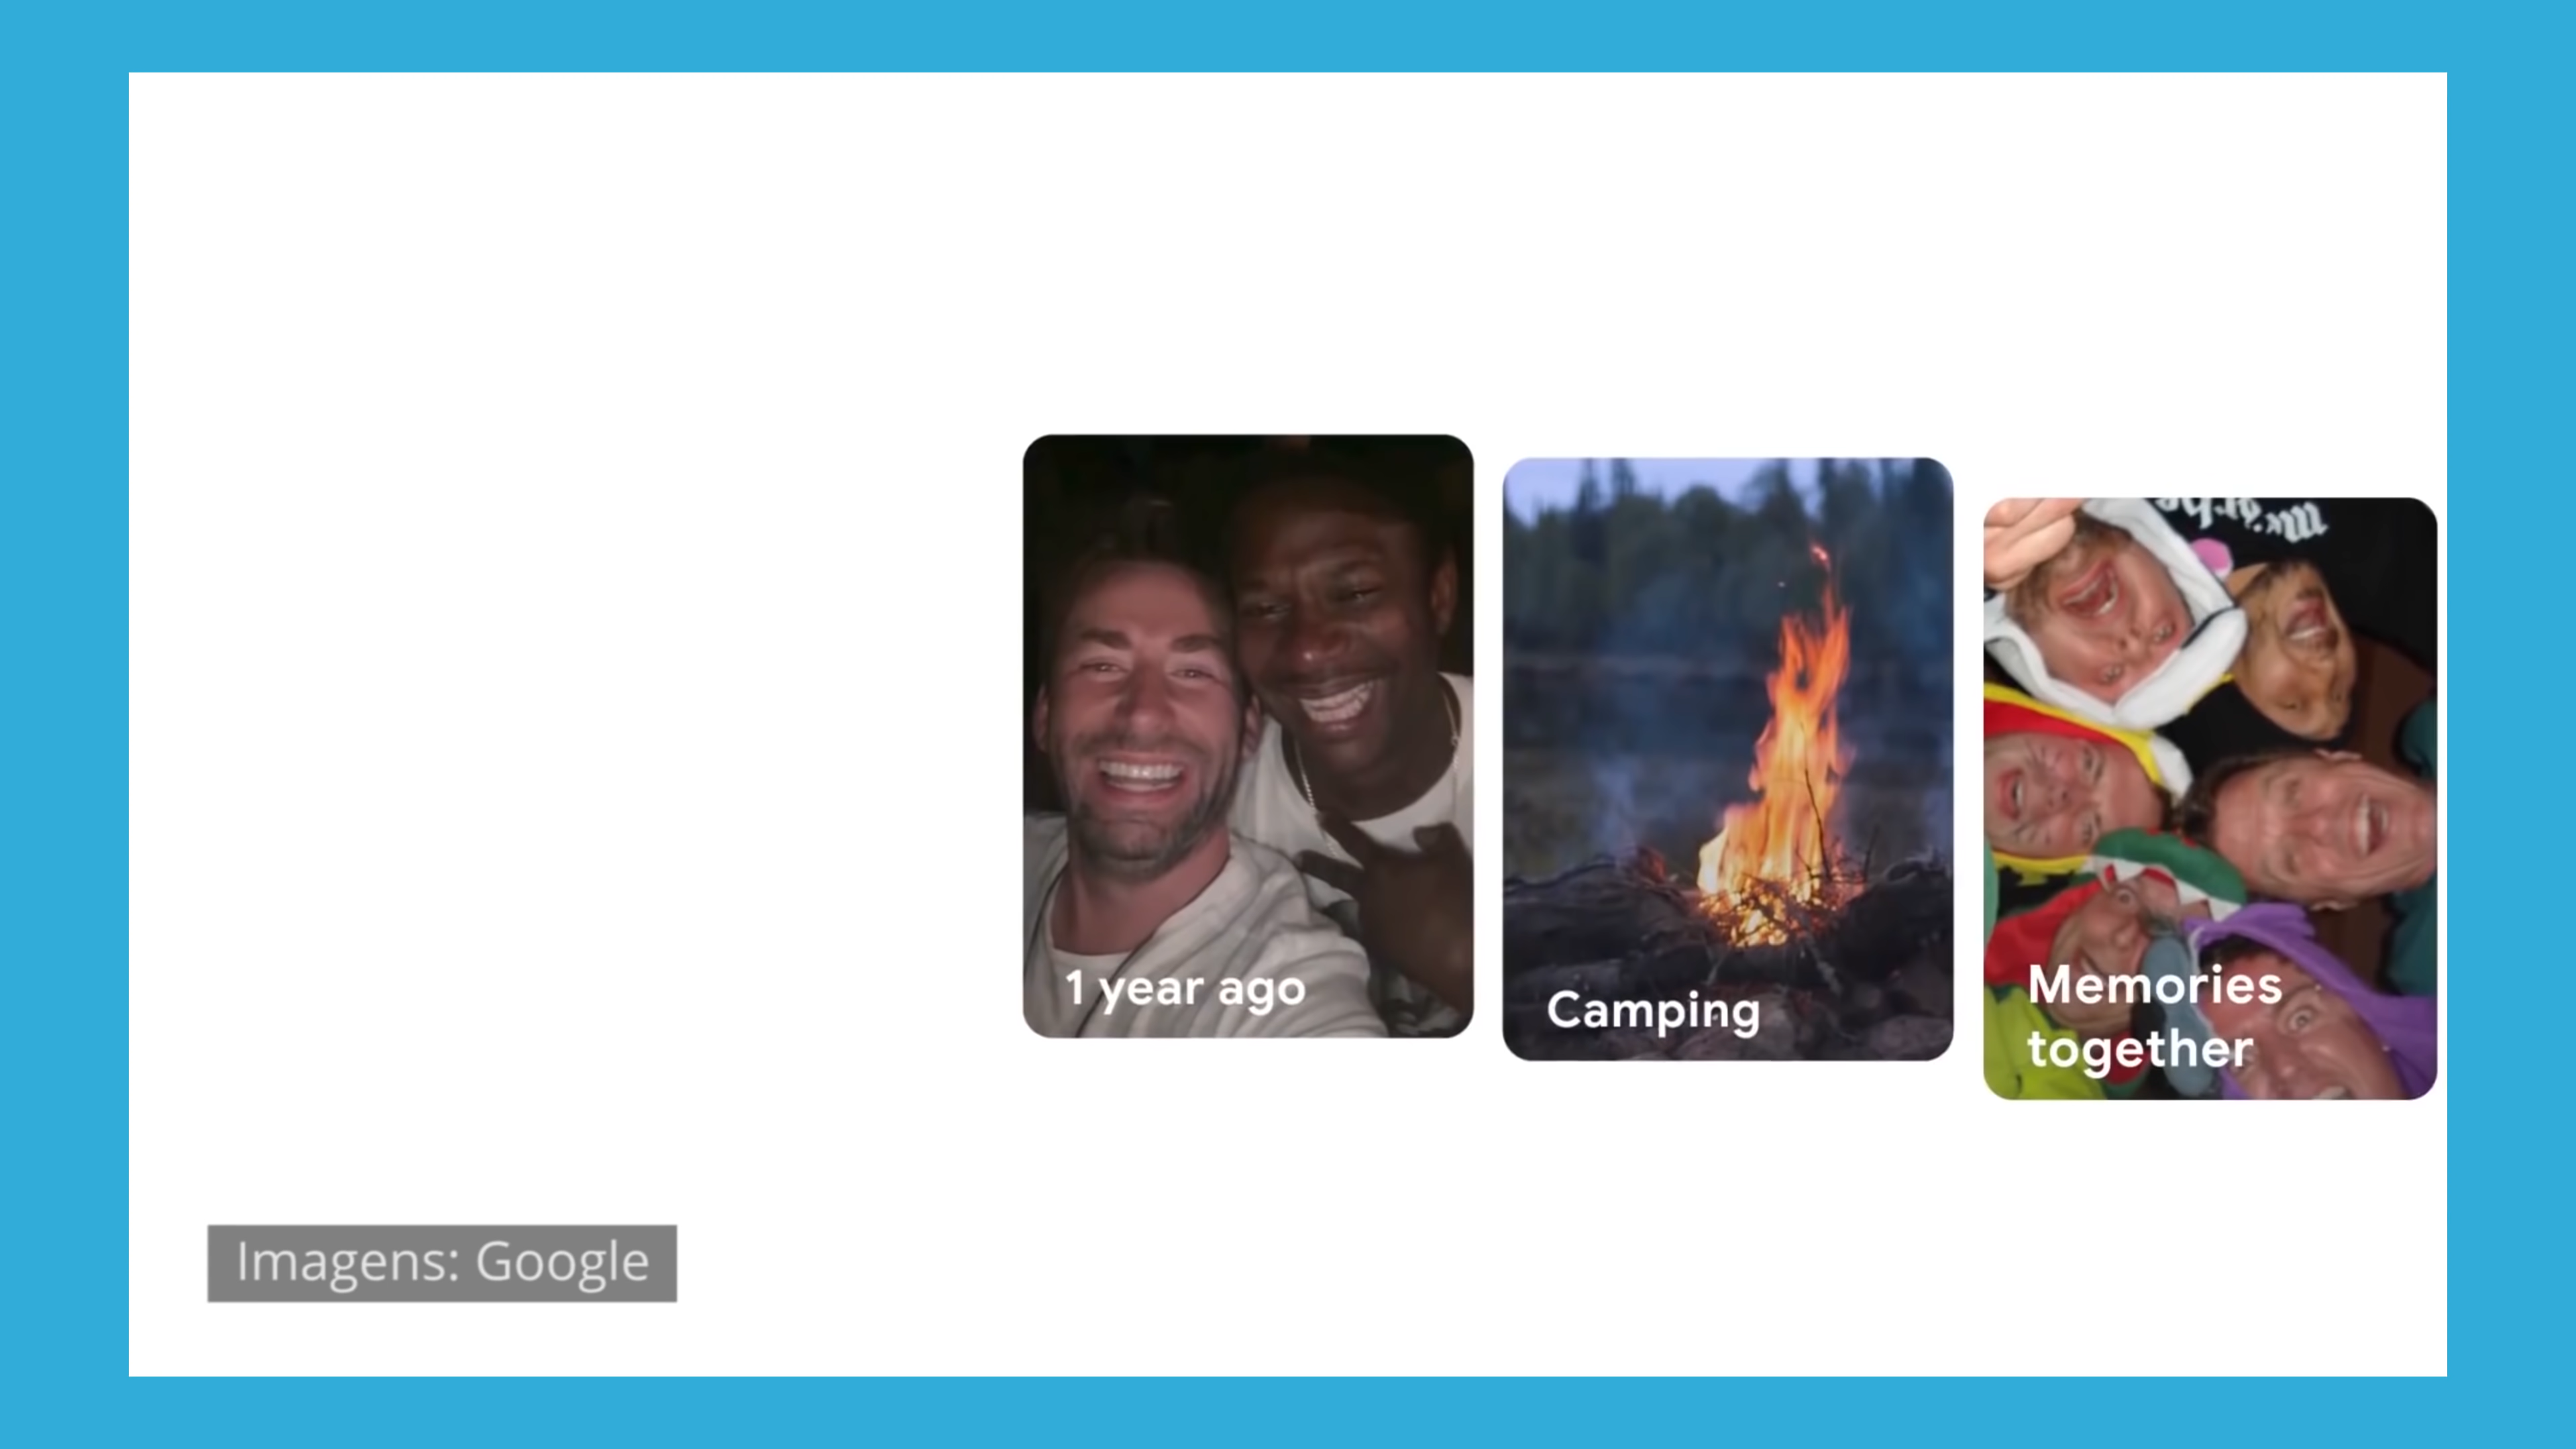 1 year ago
Camping
Memories
together
Imagens: Google